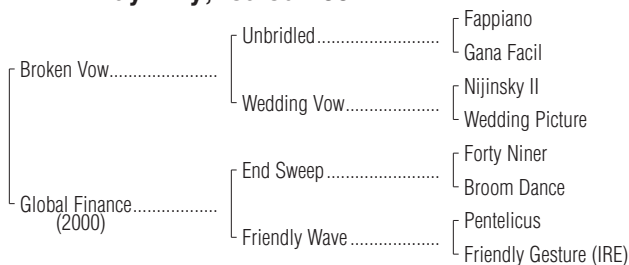 Fappiano
Unbridled........................
Gana Facil
Broken Vow.....................
Nijinsky II
Wedding Vow...................
Wedding Picture
Forty Niner
End Sweep ......................
Broom Dance
Global Finance.................
(2000)
Pentelicus
Friendly Wave ..................
Friendly Gesture (IRE)